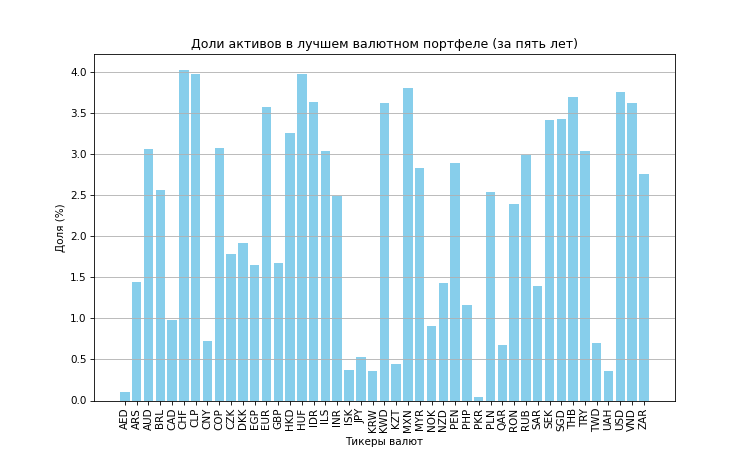 Доли активов в лучшем валютном портфеле (за пять лет)
Доля (%)
4.0
3.5
3.0
2.5
2.0
1.5
1.0
0.5
0.0
AED
ARS
AUD
BRL
CAD
CHF
CLP
CNY
COP
CZK
DKK
EGP
EUR
GBP
HKD
HUF
IDR
ILS
INR
ISK
JPY
KRW
KWD
KZT
MXN
MYR
NOK
NZD
PEN
PHP
PKR
PLN
QAR
RON
RUB
SAR
SEK
SGD
THB
TRY
TWD
UAH
USD
VND
ZAR
Тикеры валют